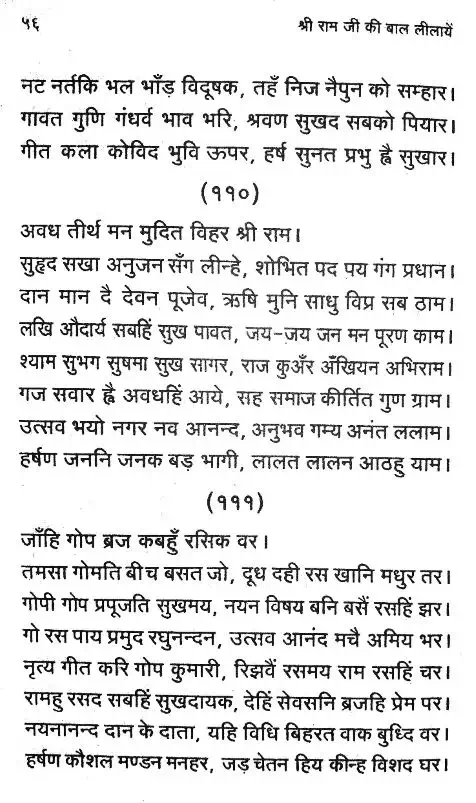 ५६ श्री राम जी की बाल लीलायें
नट नर्तकि भल भाँड़ विदूषक, तहँ निज नैपुन को सम्हार।
गावत गुणि गंधर्व भाव भरि, श्रवण सुखद सबको पियार।
गीत कला कोविद भुवि ऊपर, हर्ष सुनत प्रभु ह्वै सुखार।
(११०)
अवध तीर्थ मन मुदित विहर श्री राम।
सुहृद सखा अनुजन सँग लीन्हे, शोभित पद पय गंग प्रधान।
दान मान दै देवन पूजेव, ऋषि मुनि साधु विप्र सब ठाम।
लखि औदार्य सबहिं सुख पावत, जय-जय जन मन पूरण काम।
श्याम सुभग सुषमा सुख सागर, राज कुअँर अँखियन अभिराम।
गज सवार ह्वै अवधहिं आये, सह समाज कीर्तित गुण ग्राम।
उत्सव भयो नगर नव आनन्द, अनुभव गम्य अनंत ललाम।
हर्षण जननि जनक बड़ भागी, लालत लालन आठहु याम।
(१११)
जाँहि गोप ब्रज कबहुँ रसिक वर।
तमसा गोमति बीच बसत जो, दूध दही रस खानि मधुर तर।
गोपी गोप प्रपूजति सुखमय, नयन विषय बनि बसैं रसहिं झर।
गो रस पाय प्रमुद रघुनन्दन, उत्सव आनंद मचै अमिय भर।
नृत्य गीत करि गोप कुमारी, रिझवैं रसमय राम रसहिं चर।
रामहु रसद सबहिं सुखदायक, देहिं सेवसनि ब्रजहि प्रेम पर।
नयनानन्द दान के दाता, यहि विधि बिहरत वाक बुध्दि वर।
हर्षण कौशल मण्डन मनहर, जड़ चेतन हिय कीन्ह विशद घर।